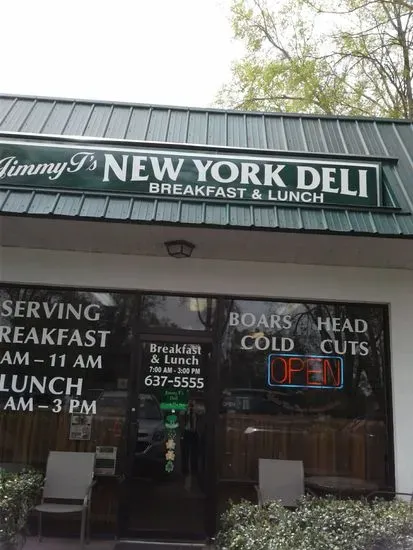 Jimmy J's NEW YORK DELI
BREAKFAST & LUNCH
SERVING
REAKFAST
AM – 11 AM
LUNCH
AM – 3 PM
Breakfast
& Lunch
7:00 AM - 3:00 PM
637-5555
BOARS HEAD
COLD CUTS
OPEN